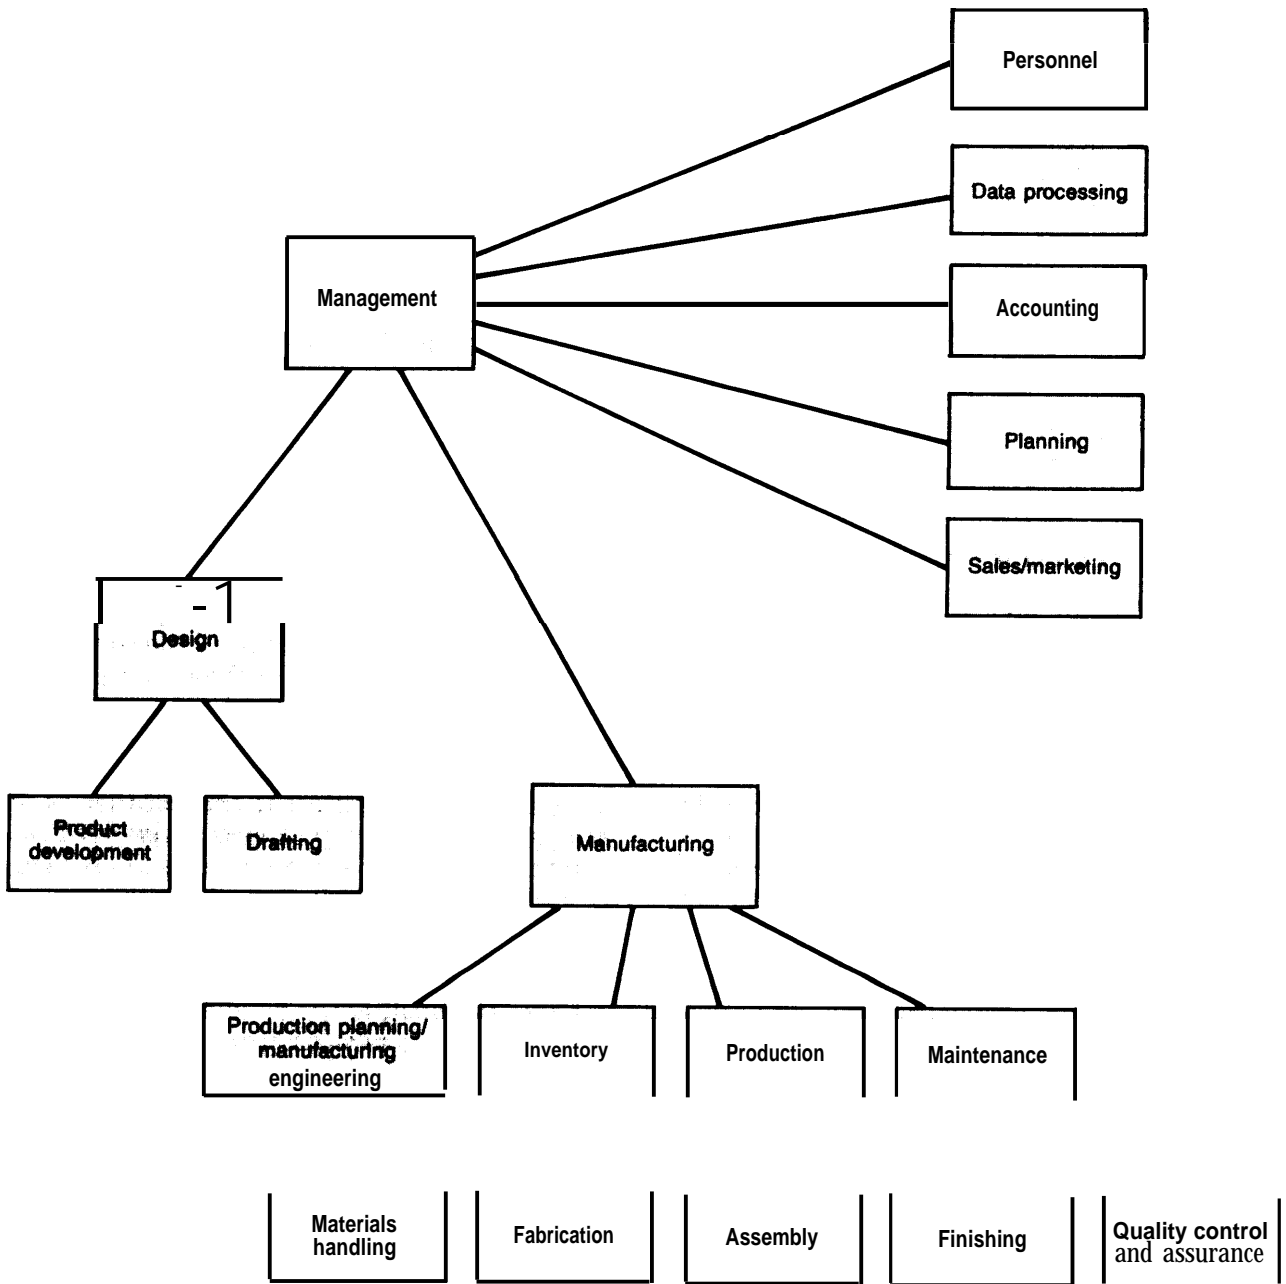 Personnel
Data processing
Management
Accounting
Planning
Sales/marketing
Design
Product
development
Drafting
Manufacturing
Production planning/
manufacturing
engineering
Inventory
Production
Maintenance
Materials
handling
Fabrication
Assembly
Finishing
Quality control
and assurance